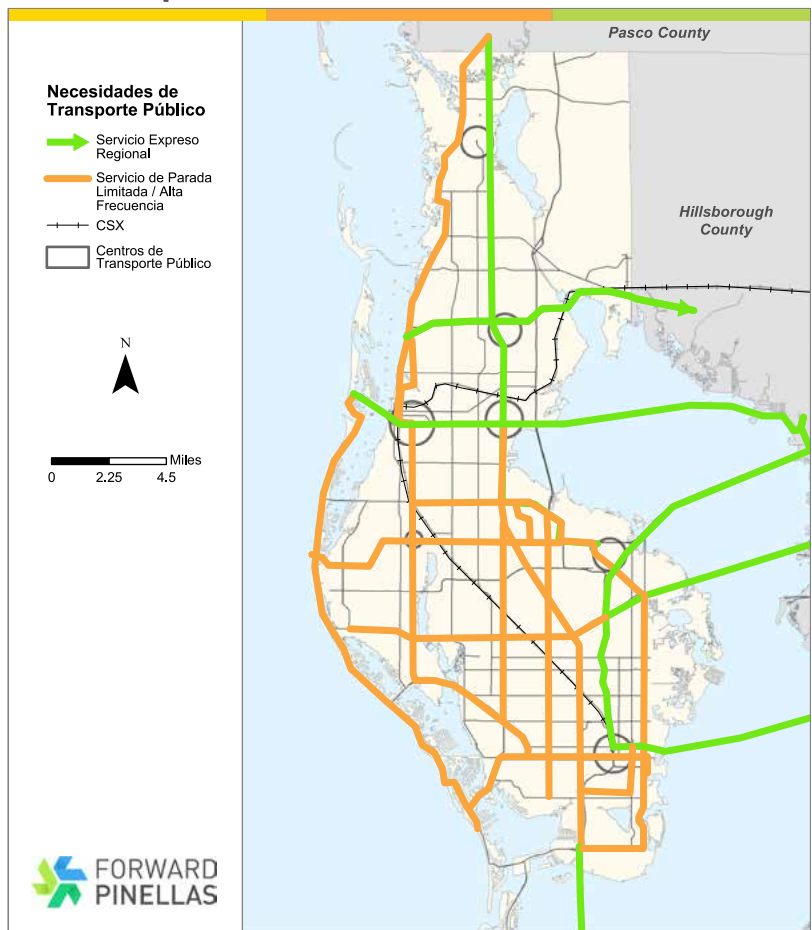 Pasco County
Necesidades de
Transporte Público
Servicio Expreso
Regional
Servicio de Parada
Limitada / Alta
Frecuencia
CSX
Centros de
Transporte Público
Hillsborough
County
N
Miles
0 2.25 4.5
FORWARD
PINELLAS